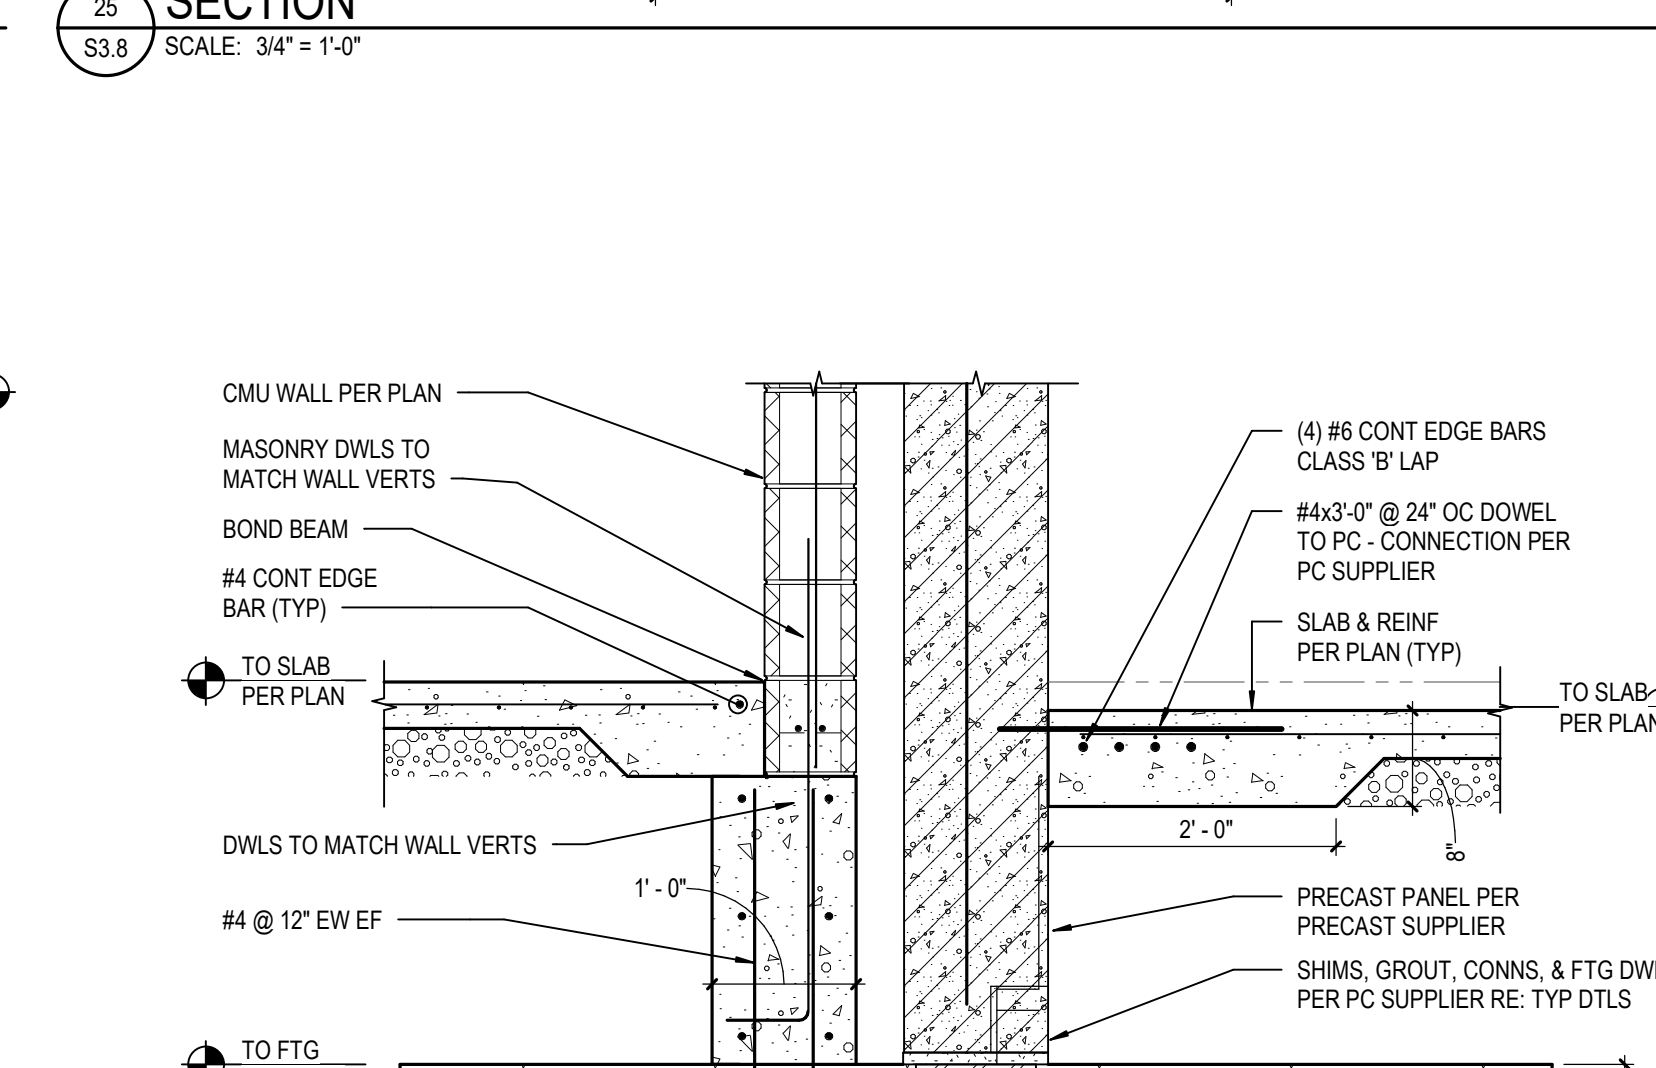 25
SECTION
S3.8
SCALE: 3/4" = 1'-0"
CMU WALL PER PLAN
MASONRY DWLS TO
MATCH WALL VERTS
BOND BEAM
#4 CONT EDGE
BAR (TYP)
TO SLAB
PER PLAN
DWLS TO MATCH WALL VERTS
1' - 0"
#4 @ 12" EW EF
TO FTG
(4) #6 CONT EDGE BARS
CLASS 'B' LAP
#4x3'-0" @ 24" OC DOWEL
TO PC - CONNECTION PER
PC SUPPLIER
SLAB & REINF
PER PLAN (TYP)
TO SLAB
PER PLAN
2' - 0"
8"
PRECAST PANEL PER
PRECAST SUPPLIER
SHIMS, GROUT, CONNS, & FTG
PER PC SUPPLIER RE: TYP DTLS